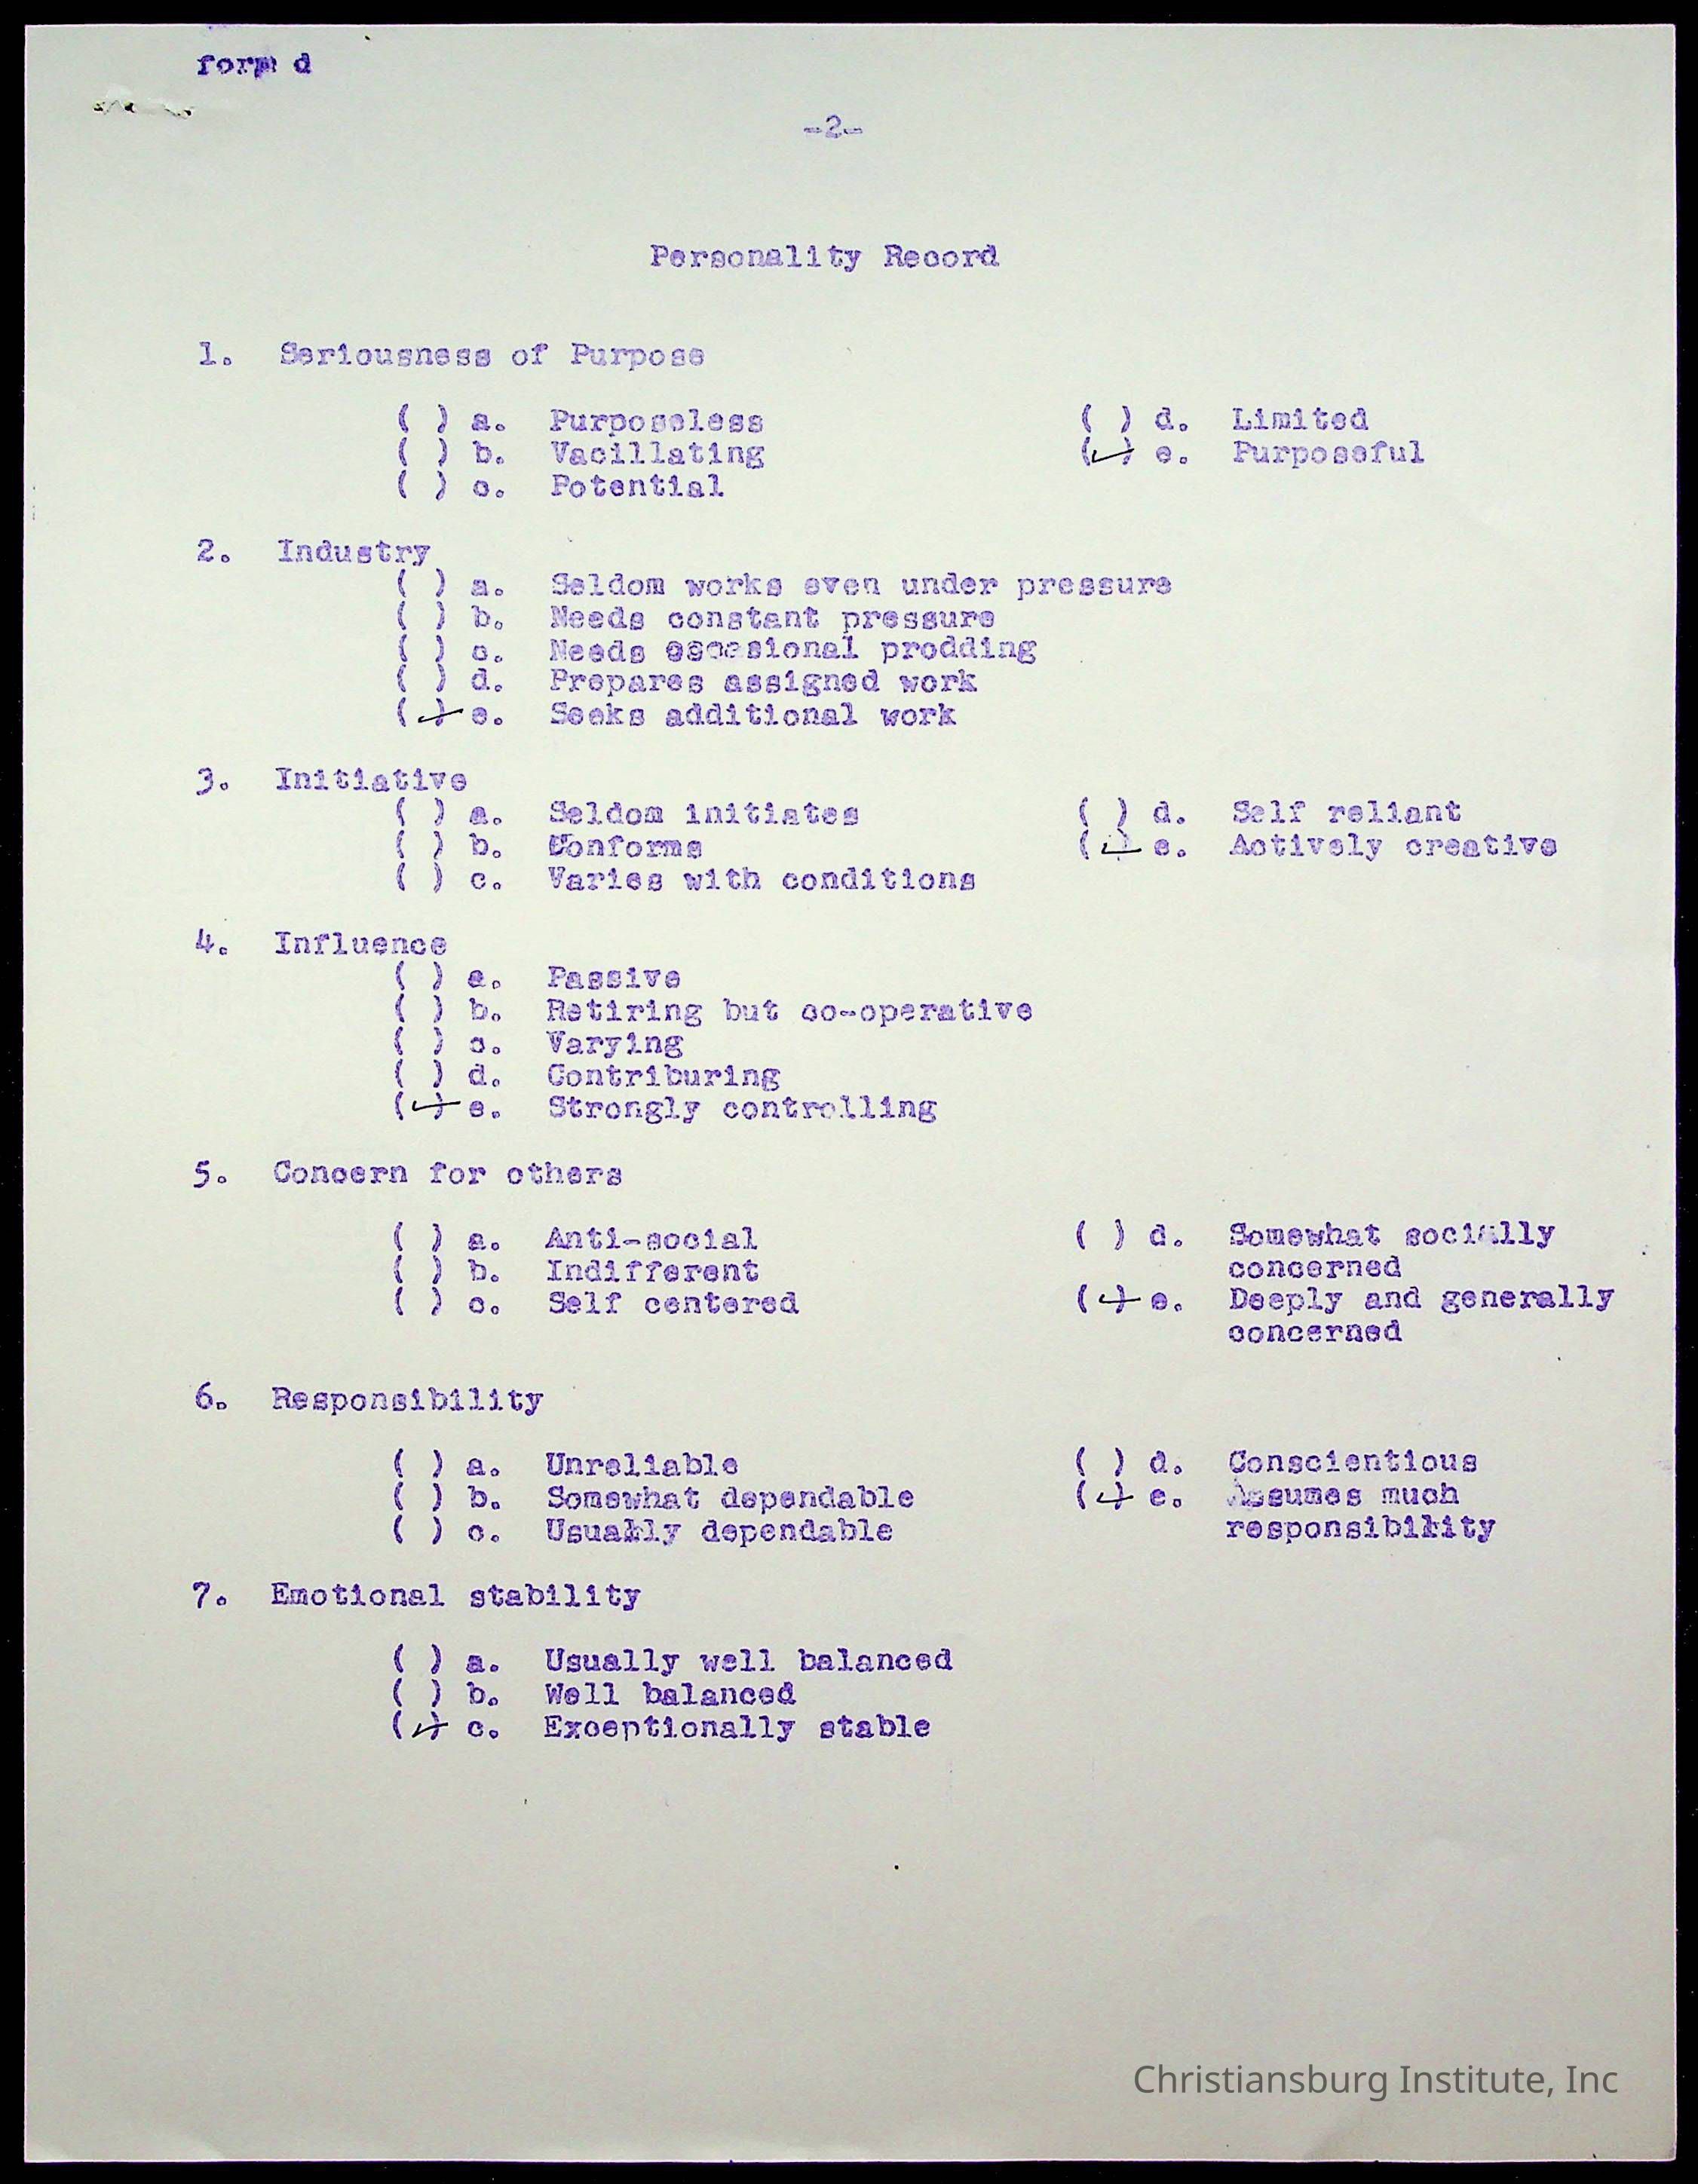 form d
-2-
Personality Record
1. Seriousness of Purpose
( ) a. Purposeless ( ) d. Limited
( ) b. Vacillating (✓) e. Purposeful
( ) c. Potential
2. Industry
( ) a. Seldom works even under pressure
( ) b. Needs constant pressure
( ) c. Needs occasional prodding
( ) d. Prepares assigned work
(✓) e. Seeks additional work
3. Initiative
( ) a. Seldom initiates ( ) d. Self reliant
( ) b. Conforms (✓) e. Actively creative
( ) c. Varies with conditions
4. Influence
( ) a. Passive
( ) b. Retiring but co-operative
( ) c. Varying
( ) d. Contriburing
(✓) e. Strongly controlling
5. Concern for others
( ) a. Anti-social ( ) d. Somewhat socially
( ) b. Indifferent concerned
( ) c. Self centered (✓) e. Deeply and generally
concerned
6. Responsibility
( ) a. Unreliable ( ) d. Conscientious
( ) b. Somewhat dependable (✓) e. Assumes much
( ) c. Usually dependable responsibility
7. Emotional stability
( ) a. Usually well balanced
( ) b. Well balanced
(✓) c. Exceptionally stable
Christiansburg Institute, Inc